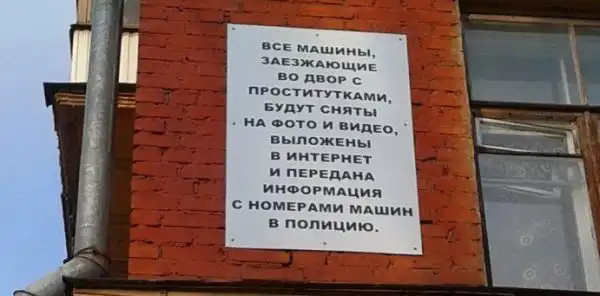 ВСЕ МАШИНЫ,
ЗАЕЗЖАЮЩИЕ
ВО ДВОР С
ПРОСТИТУТКАМИ,
БУДУТ СНЯТЫ
НА ФОТО И ВИДЕО,
ВЫЛОЖЕНЫ
В ИНТЕРНЕТ
И ПЕРЕДАНА
ИНФОРМАЦИЯ
С НОМЕРАМИ МАШИН
В ПОЛИЦИЮ.